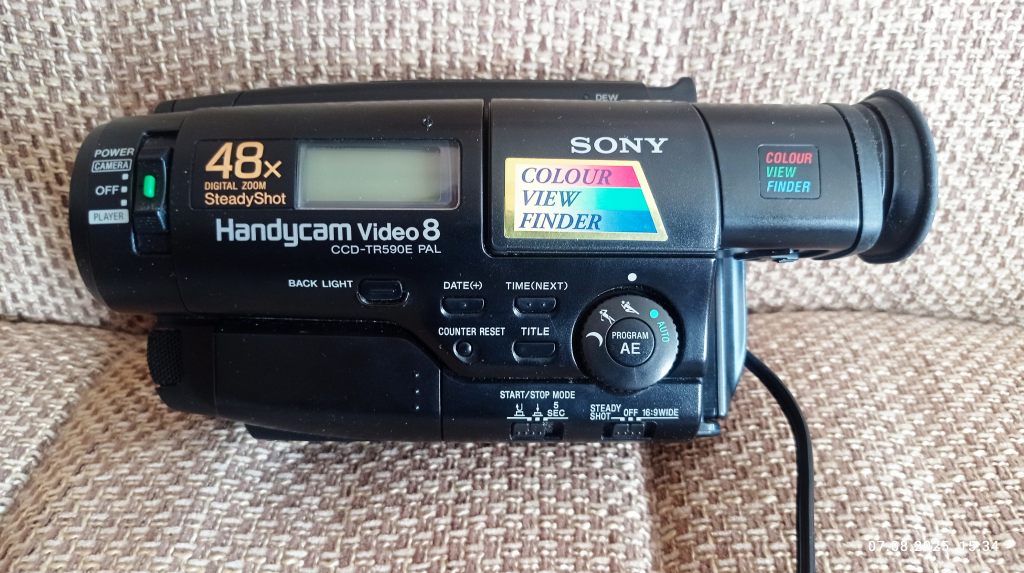 DEW
POWER
CAMERA
OFF
PLAYER
48x
DIGITAL ZOOM
SteadyShot
SONY
COLOUR
VIEW
FINDER
COLOUR
VIEW
FINDER
Handycam Video 8
CCD-TR590E PAL
BACK LIGHT
DATE(+)
TIME(NEXT)
COUNTER RESET
TITLE
AUTO
PROGRAM
AE
START/STOP MODE
5
SEC
STEADY
SHOT OFF 16:9WIDE
07.08.2025 15:34